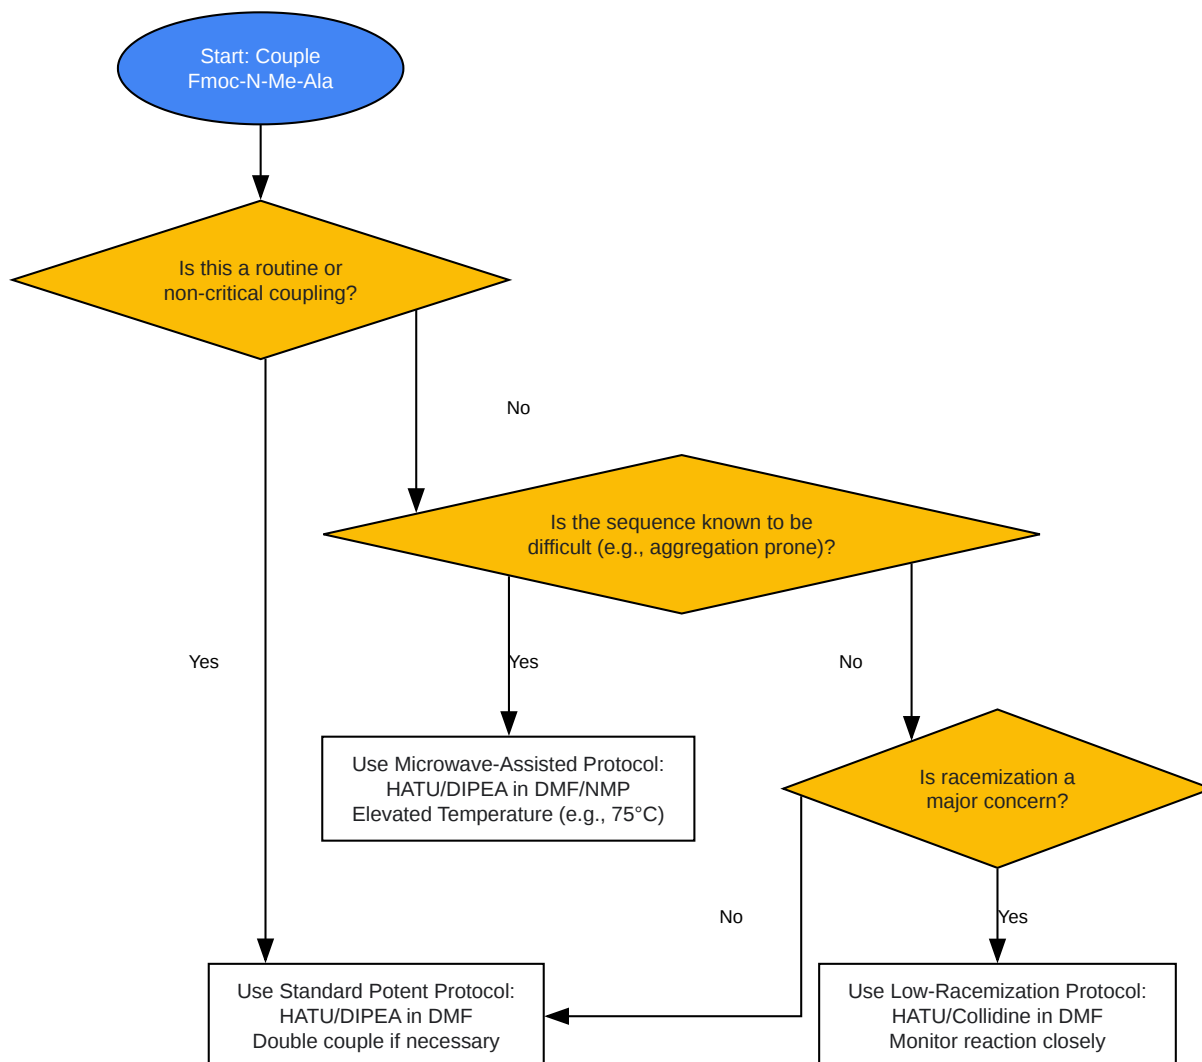 Start: Couple
Fmoc-N-Me-Ala
Is this a routine or
non-critical coupling?
No
Is the sequence known to be
difficult (e.g., aggregation prone)?
Yes
Yes
No
Use Microwave-Assisted Protocol:
HATU/DIPEA in DMF/NMP
Elevated Temperature (e.g., 75°C)
Is racemization a
major concern?
No
Yes
Use Standard Potent Protocol:
HATU/DIPEA in DMF
Double couple if necessary
Use Low-Racemization Protocol:
HATU/Collidine in DMF
Monitor reaction closely